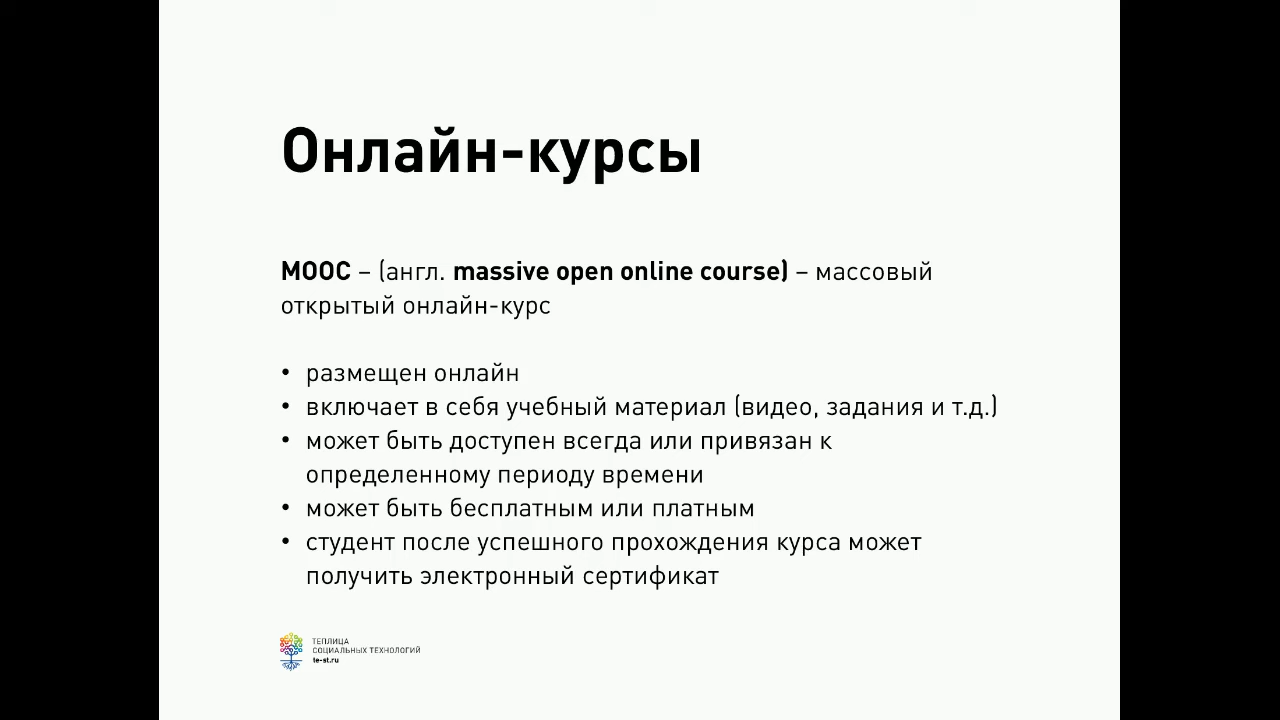 Онлайн-курсы
МООС – (англ. massive open online course) – массовый
открытый онлайн-курс
• размещен онлайн
• включает в себя учебный материал (видео, задания и т.д.)
• может быть доступен всегда или привязан к
определенному периоду времени
• может быть бесплатным или платным
• студент после успешного прохождения курса может
получить электронный сертификат
ТЕПЛИЦА
СОЦИАЛЬНЫХ ТЕХНОЛОГИЙ
te-st.ru